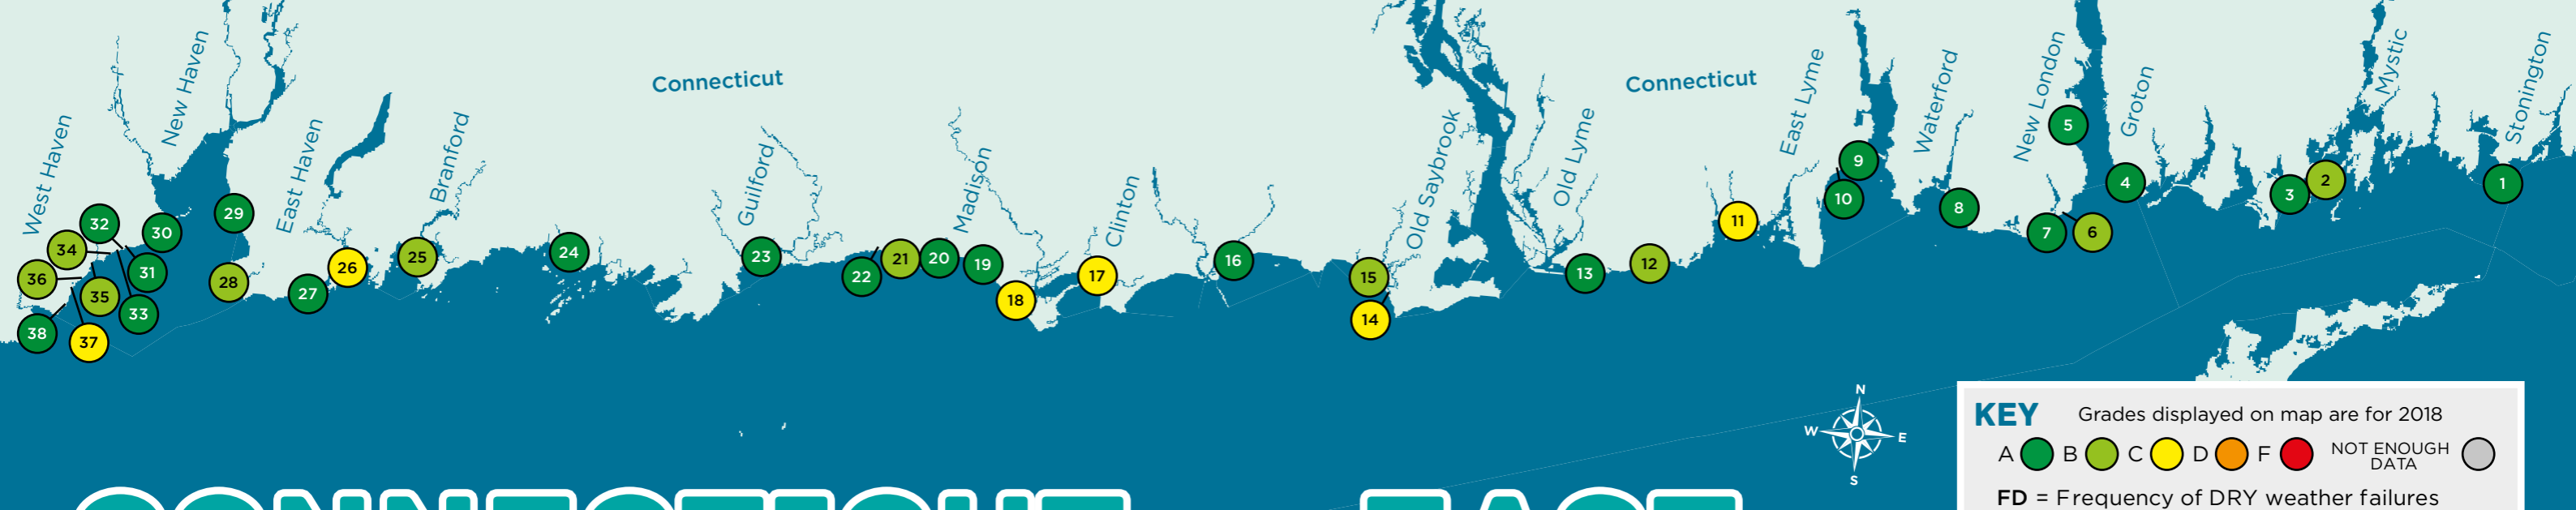 West Haven
New Haven
East Haven
Branford
Connecticut
Guilford
Madison
Clinton
Old Saybrook
Old Lyme
Connecticut
East Lyme
Waterford
New London
Groton
Mystic
Stonington
32
34
36
30
31
35
33
38
37
29
28
27
26
25
24
23
22
21
20
19
18
17
16
15
14
13
12
11
10
9
8
7
6
5
4
3
2
1
N
W
E
S
KEY Grades displayed on map are for 2018
A B C D F NOT ENOUGH
DATA
FD = Frequency of DRY weather failures
CONNECTICUT EAST